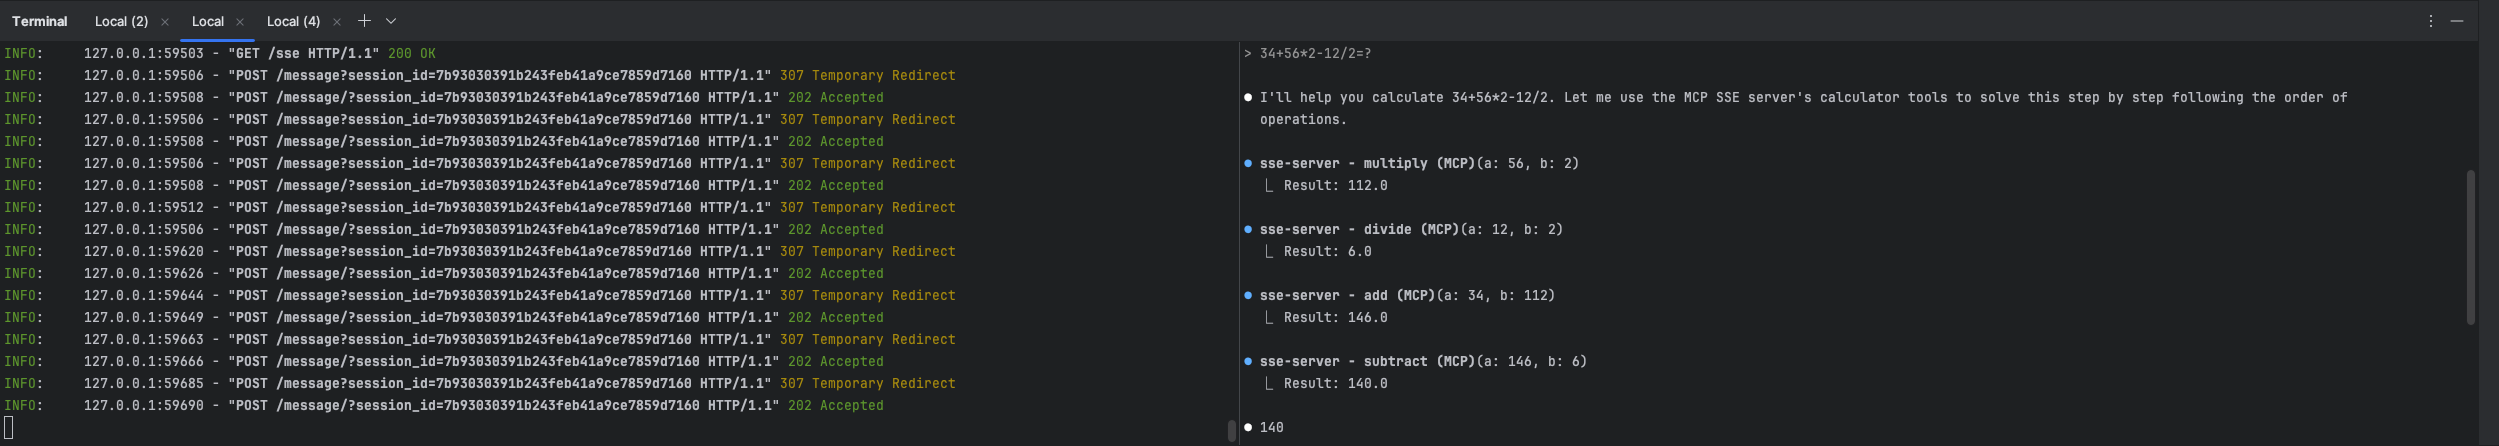 Terminal Local (2) × Local × Local (4) ×
INFO: 127.0.0.1:59503 - "GET /sse HTTP/1.1" 200 OK
INFO: 127.0.0.1:59506 - "POST /message?session_id=7b93030391b243feb41a9ce7859d7160 HTTP/1.1" 307 Temporary Redirect
INFO: 127.0.0.1:59508 - "POST /message/?session_id=7b93030391b243feb41a9ce7859d7160 HTTP/1.1" 202 Accepted
INFO: 127.0.0.1:59506 - "POST /message?session_id=7b93030391b243feb41a9ce7859d7160 HTTP/1.1" 307 Temporary Redirect
INFO: 127.0.0.1:59508 - "POST /message/?session_id=7b93030391b243feb41a9ce7859d7160 HTTP/1.1" 202 Accepted
INFO: 127.0.0.1:59506 - "POST /message?session_id=7b93030391b243feb41a9ce7859d7160 HTTP/1.1" 307 Temporary Redirect
INFO: 127.0.0.1:59508 - "POST /message/?session_id=7b93030391b243feb41a9ce7859d7160 HTTP/1.1" 202 Accepted
INFO: 127.0.0.1:59512 - "POST /message?session_id=7b93030391b243feb41a9ce7859d7160 HTTP/1.1" 307 Temporary Redirect
INFO: 127.0.0.1:59506 - "POST /message/?session_id=7b93030391b243feb41a9ce7859d7160 HTTP/1.1" 202 Accepted
INFO: 127.0.0.1:59620 - "POST /message?session_id=7b93030391b243feb41a9ce7859d7160 HTTP/1.1" 307 Temporary Redirect
INFO: 127.0.0.1:59626 - "POST /message/?session_id=7b93030391b243feb41a9ce7859d7160 HTTP/1.1" 202 Accepted
INFO: 127.0.0.1:59644 - "POST /message?session_id=7b93030391b243feb41a9ce7859d7160 HTTP/1.1" 307 Temporary Redirect
INFO: 127.0.0.1:59649 - "POST /message/?session_id=7b93030391b243feb41a9ce7859d7160 HTTP/1.1" 202 Accepted
INFO: 127.0.0.1:59663 - "POST /message?session_id=7b93030391b243feb41a9ce7859d7160 HTTP/1.1" 307 Temporary Redirect
INFO: 127.0.0.1:59666 - "POST /message/?session_id=7b93030391b243feb41a9ce7859d7160 HTTP/1.1" 202 Accepted
INFO: 127.0.0.1:59685 - "POST /message?session_id=7b93030391b243feb41a9ce7859d7160 HTTP/1.1" 307 Temporary Redirect
INFO: 127.0.0.1:59690 - "POST /message/?session_id=7b93030391b243feb41a9ce7859d7160 HTTP/1.1" 202 Accepted
> 34+56*2-12/2=?
● I'll help you calculate 34+56*2-12/2. Let me use the MCP SSE server's calculator tools to solve this step by step following the order of
operations.
● sse-server - multiply (MCP)(a: 56, b: 2)
⎿ Result: 112.0
● sse-server - divide (MCP)(a: 12, b: 2)
⎿ Result: 6.0
● sse-server - add (MCP)(a: 34, b: 112)
⎿ Result: 146.0
● sse-server - subtract (MCP)(a: 146, b: 6)
⎿ Result: 140.0
● 140